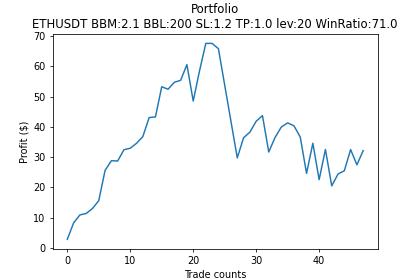 Portfolio
ETHUSDT BBM:2.1 BBL:200 SL:1.2 TP:1.0 lev:20 WinRatio:71.0
70
60
50
40
30
20
10
0
Profit ($)
0 10 20 30 40
Trade counts